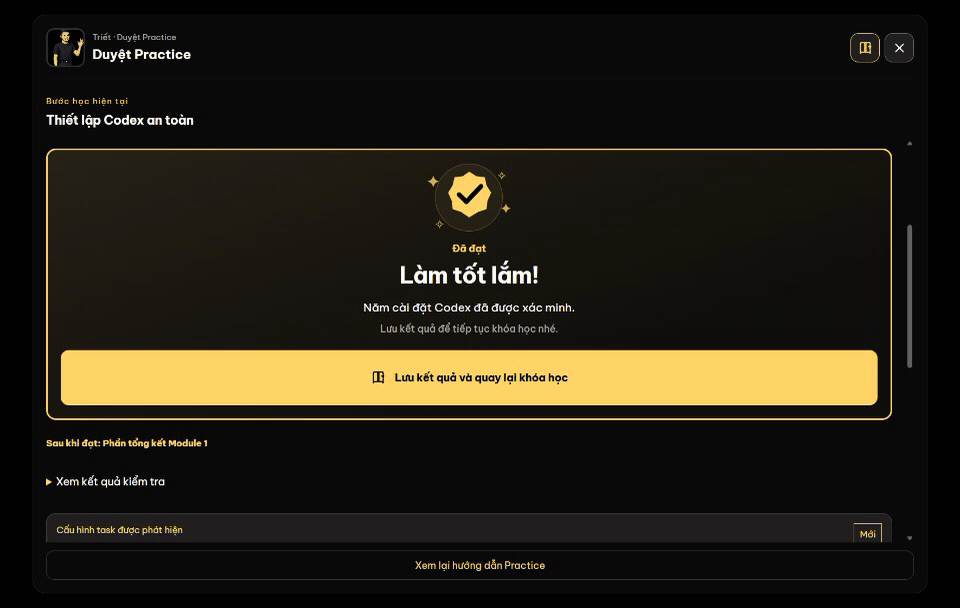 Triết · Duyệt Practice
Duyệt Practice
Bước học hiện tại
Thiết lập Codex an toàn
Đã đạt
Làm tốt lắm!
Năm cài đặt Codex đã được xác minh.
Lưu kết quả để tiếp tục khóa học nhé.
Lưu kết quả và quay lại khóa học
Sau khi đạt: Phần tổng kết Module 1
Xem kết quả kiểm tra
Cấu hình task được phát hiện
Mới
Xem lại hướng dẫn Practice